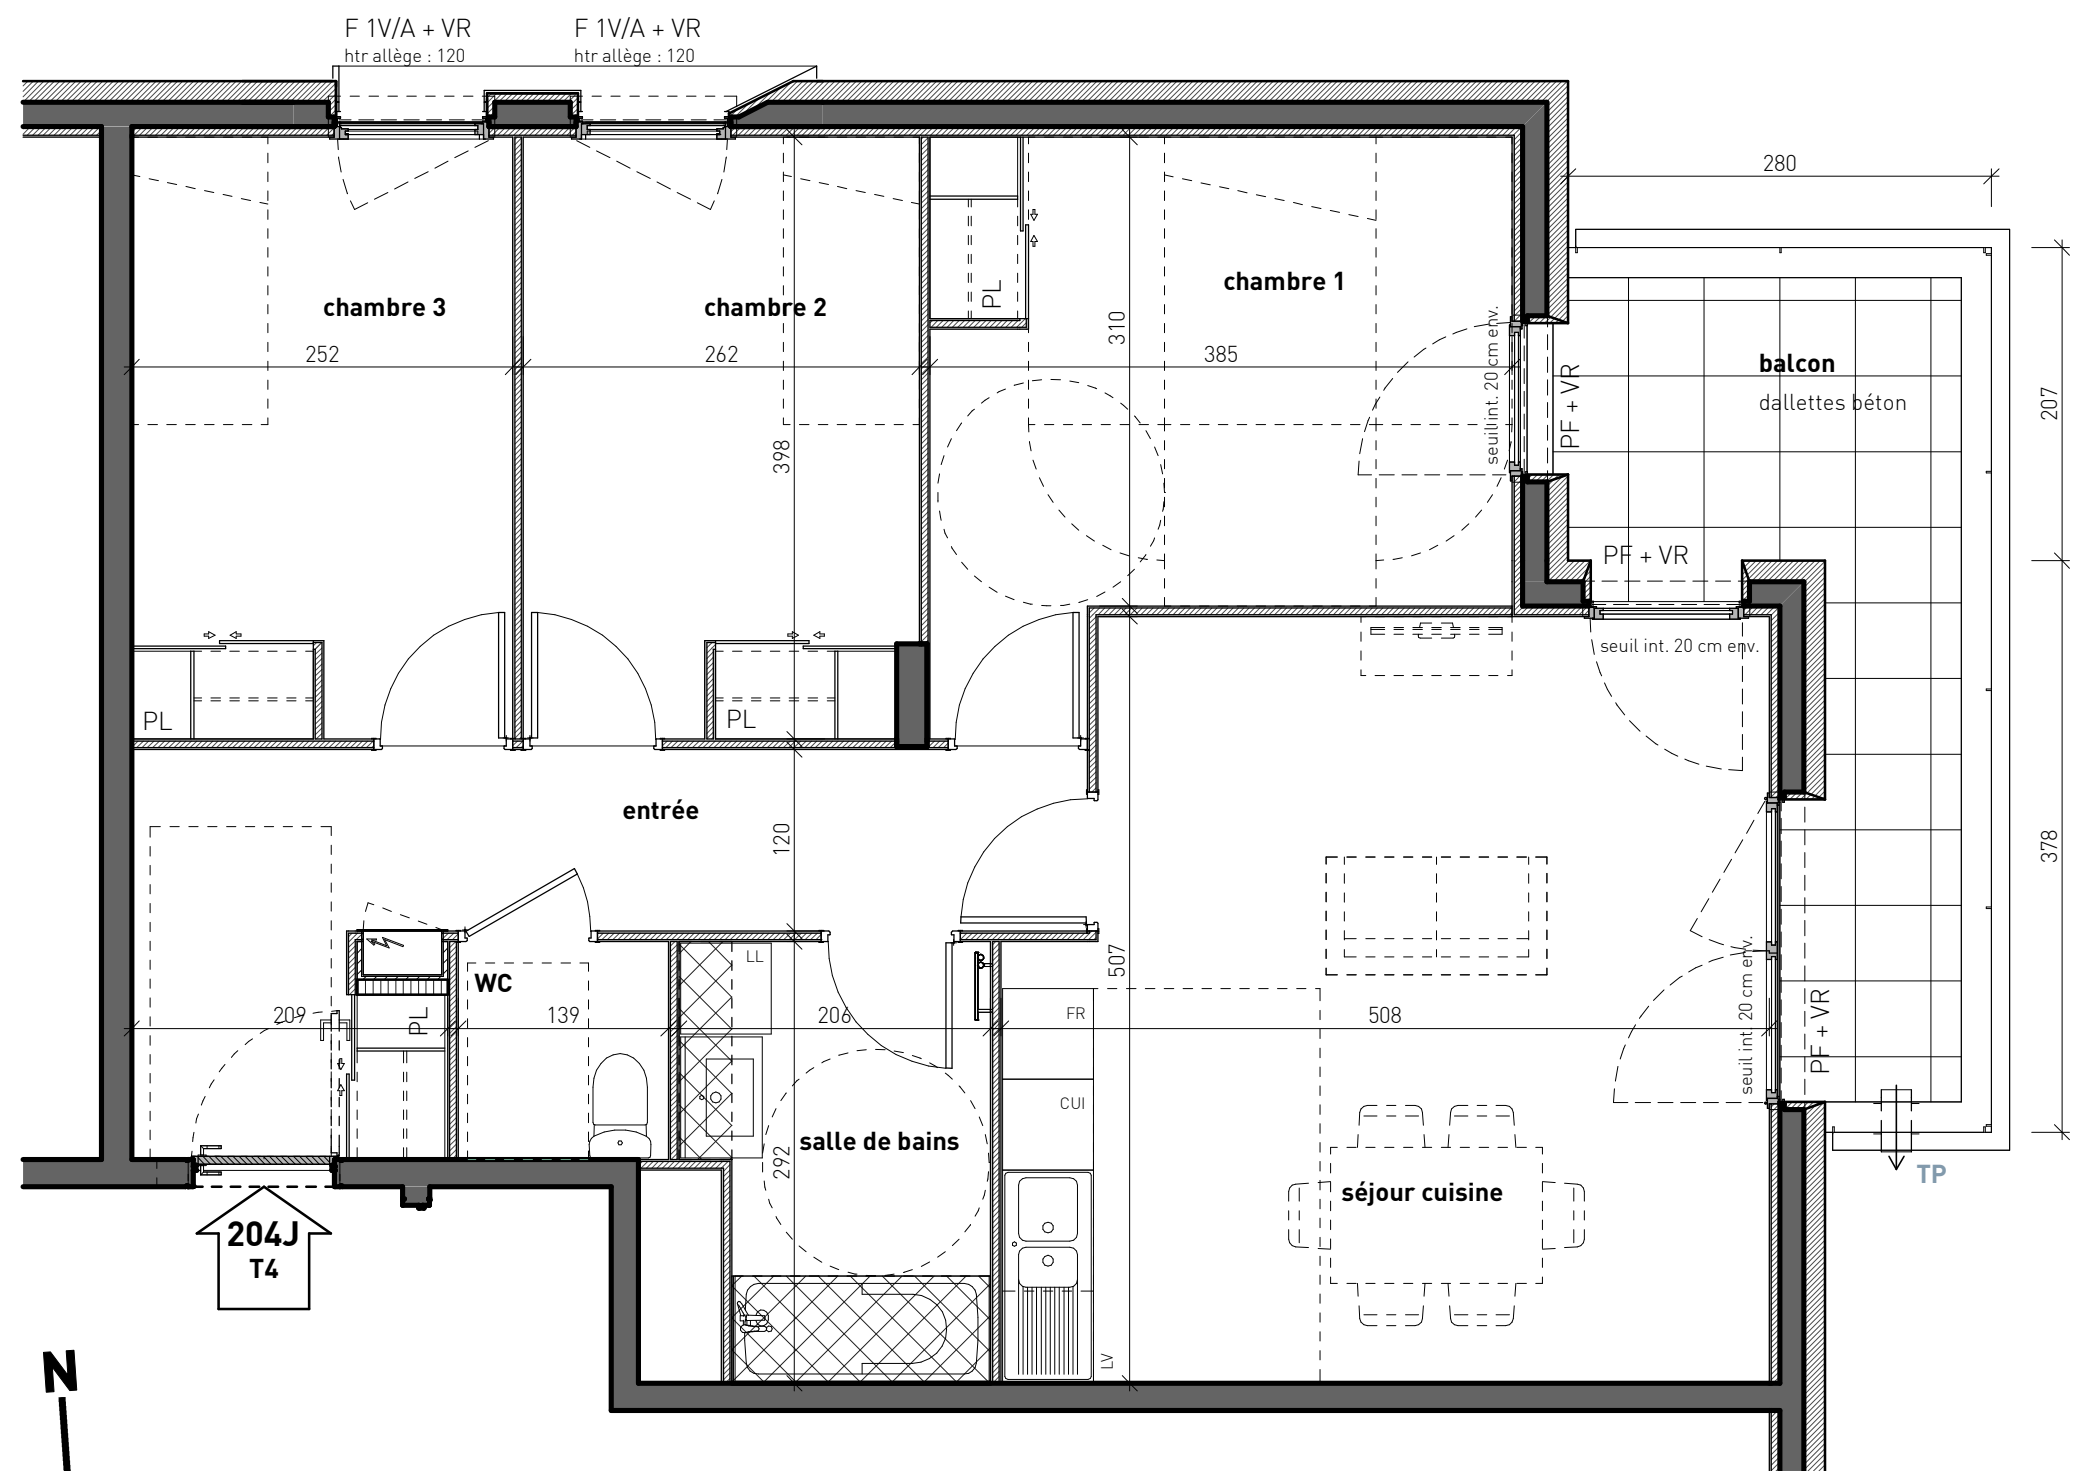 F 1V/A + VR
htr allège : 120
F 1V/A + VR
htr allège : 120
280
chambre 3
chambre 2
chambre 1
PL
310
seuil int. 20 cm env.
PF + VR
balcon
dallettes béton
207
252
262
385
398
PF + VR
seuil int. 20 cm env.
PL
PL
entrée
120
378
WC
LL
507
seuil int. 20 cm env.
PF + VR
209
PL
139
206
FR
508
CUI
salle de bains
292
séjour cuisine
TP
204J
T4
LV
N